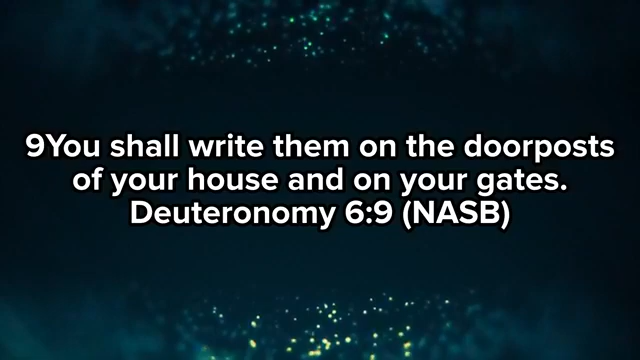 9You shall write them on the doorposts
of your house and on your gates.
Deuteronomy 6:9 (NASB)